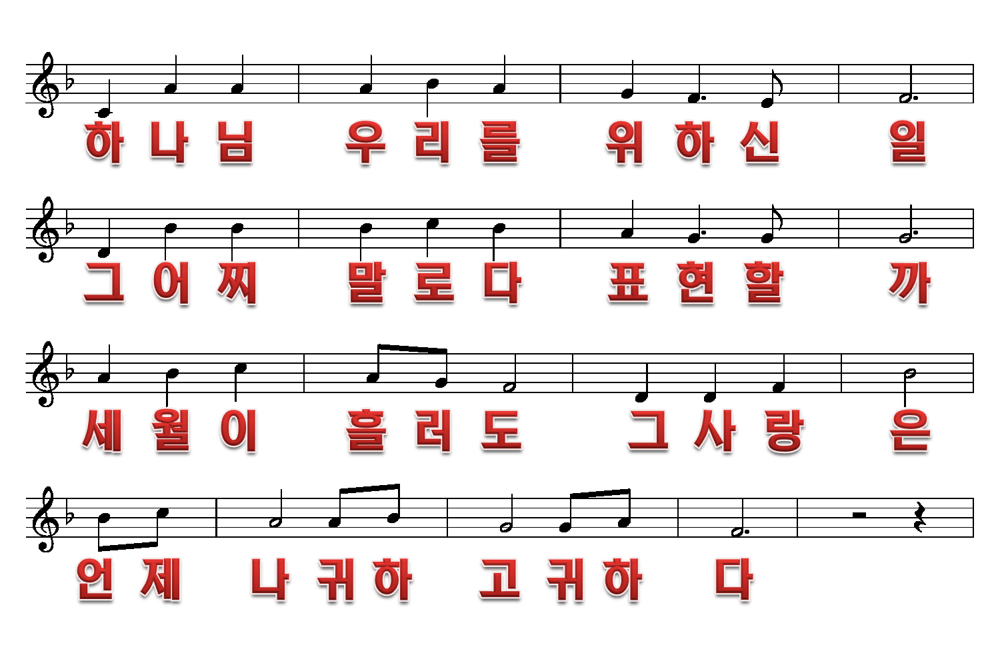 하나님 우리를 위하신 일
그어찌 말로다 표현할 까
세월이 흘러도 그사랑 은
언제 나귀하 고귀하 다